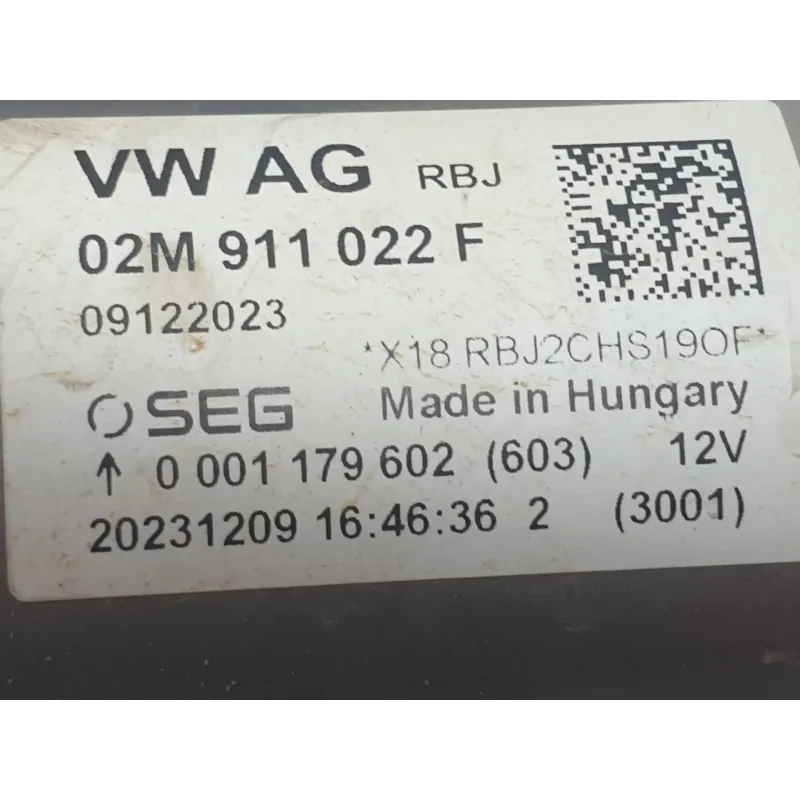 VW AG RBJ
02M 911 022 F
09122023
*X18 RBJ2CHS19OF*
SEG Made in Hungary
↑ 0 001 179 602 (603) 12V
20231209 16:46:36 2 (3001)